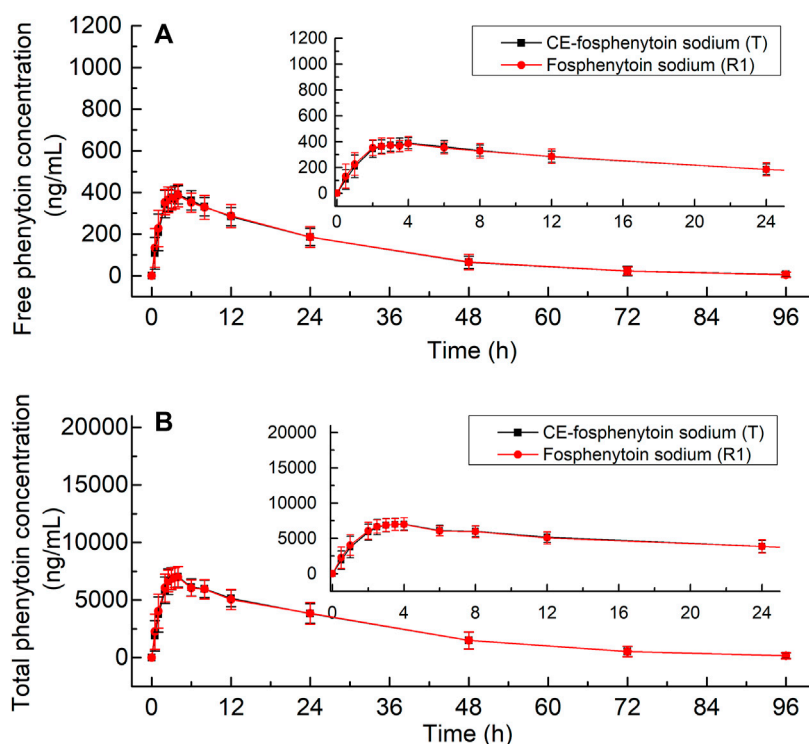 A
Free phenytoin concentration
(ng/mL)
1200
1000
800
600
400
200
0
CE-fosphenytoin sodium (T)
Fosphenytoin sodium (R1)
1200
1000
800
600
400
200
0
0 4 8 12 16 20 24
0 12 24 36 48 60 72 84 96
Time (h)
B
Total phenytoin concentration
(ng/mL)
20000
15000
10000
5000
0
CE-fosphenytoin sodium (T)
Fosphenytoin sodium (R1)
20000
15000
10000
5000
0
0 4 8 12 16 20 24
0 12 24 36 48 60 72 84 96
Time (h)